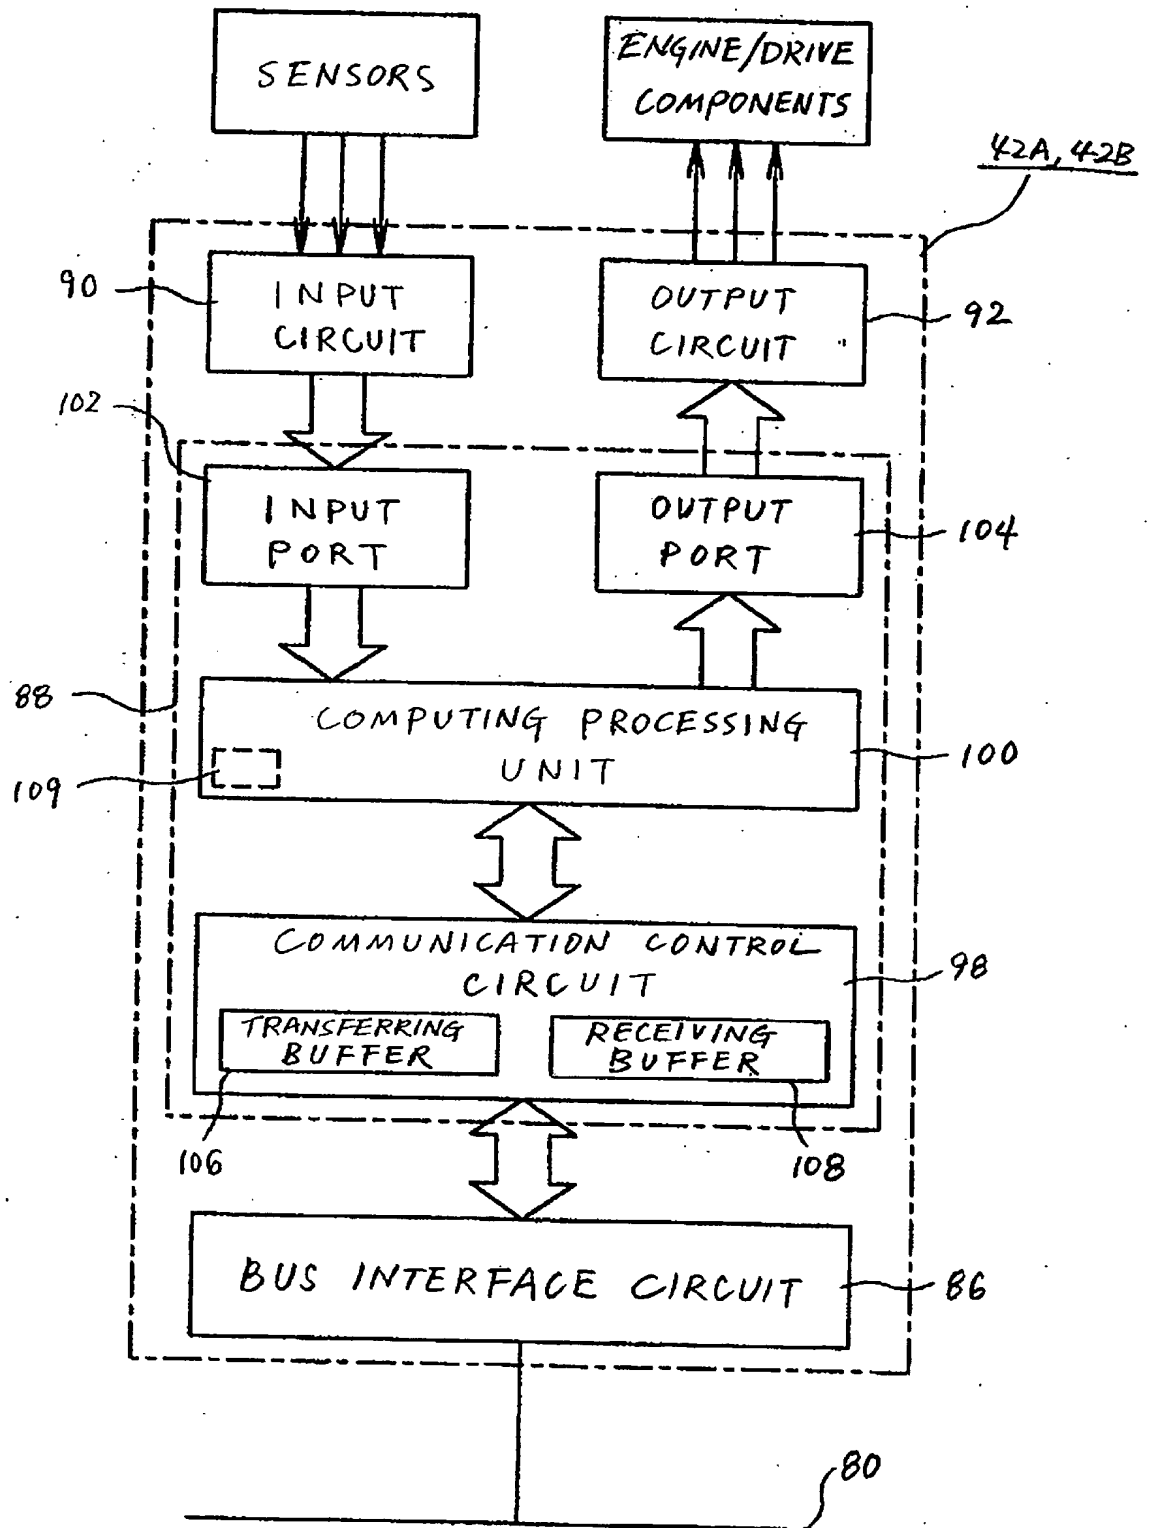 SENSORS
ENGINE/DRIVE
COMPONENTS
42A, 42B
90
INPUT
CIRCUIT
OUTPUT
CIRCUIT
92
102
INPUT
PORT
OUTPUT
PORT
104
88
COMPUTING PROCESSING
UNIT
100
109
COMMUNICATION CONTROL
CIRCUIT
98
TRANSFERRING
BUFFER
RECEIVING
BUFFER
106
108
BUS INTERFACE CIRCUIT
86
80